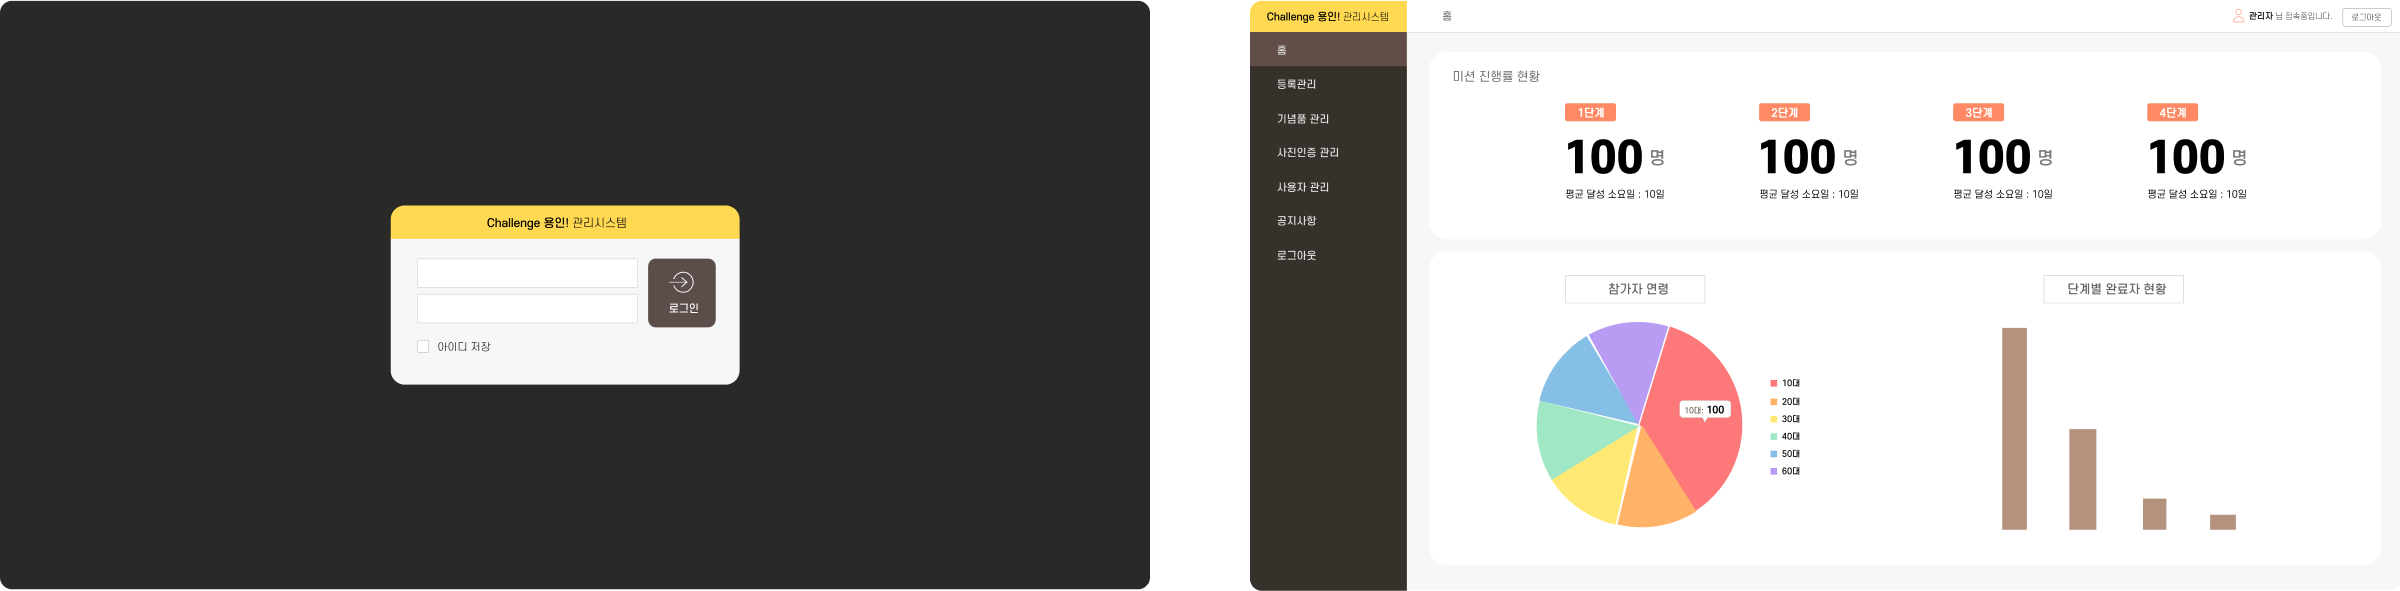 Challenge 용인! 관리시스템
로그인
아이디 저장
Challenge 용인! 관리시스템
홈
관리자 님 접속중입니다.
로그아웃
홈
등록관리
기념품 관리
사진인증 관리
사용자 관리
공지사항
로그아웃
미션 진행률 현황
1단계
100 명
평균 달성 소요일 : 10일
2단계
100 명
평균 달성 소요일 : 10일
3단계
100 명
평균 달성 소요일 : 10일
4단계
100 명
평균 달성 소요일 : 10일
참가자 연령
10대: 100
10대
20대
30대
40대
50대
60대
단계별 완료자 현황